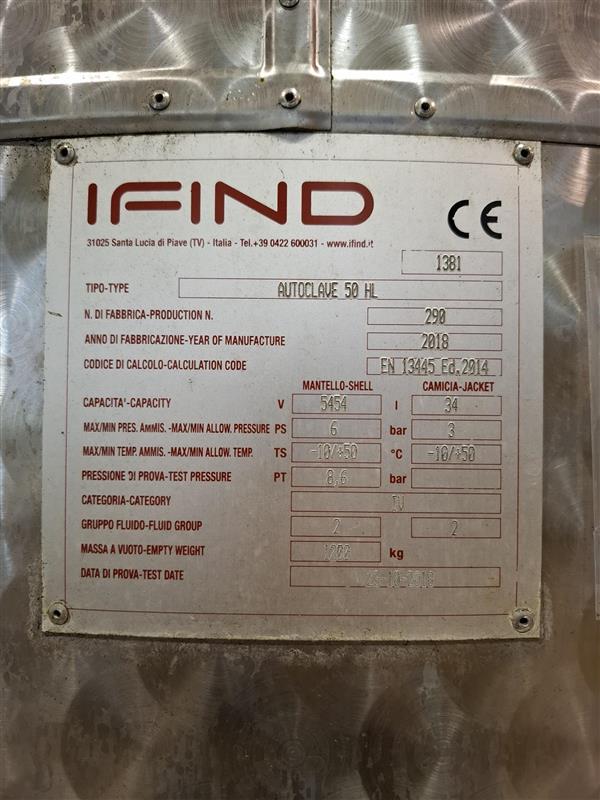 IFIND
CE
31025 Santa Lucia di Piave (TV) - Italia - Tel.+39 0422 600031 - www.ifind.it
1381
TIPO-TYPE AUTOCLAVE 50 HL
N. DI FABBRICA-PRODUCTION N. 290
ANNO DI FABBRICAZIONE-YEAR OF MANUFACTURE 2018
CODICE DI CALCOLO-CALCULATION CODE EN 13445 Ed.2014
MANTELLO-SHELL CAMICIA-JACKET
CAPACITA'-CAPACITY V 5454 l 34
MAX/MIN PRES. AMMIS. -MAX/MIN ALLOW. PRESSURE PS 6 bar 3
MAX/MIN TEMP. AMMIS. -MAX/MIN ALLOW. TEMP. TS -10/+50 °C -10/+50
PRESSIONE DI PROVA-TEST PRESSURE PT 8,6 bar
CATEGORIA-CATEGORY IV
GRUPPO FLUIDO-FLUID GROUP 2 2
MASSA A VUOTO-EMPTY WEIGHT kg
DATA DI PROVA-TEST DATE